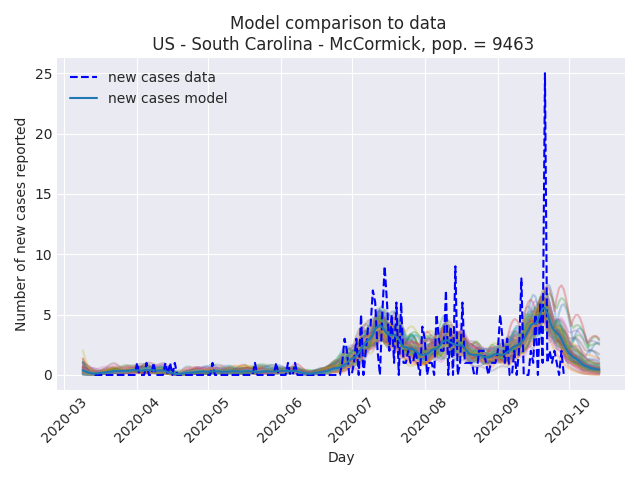 Model comparison to data
US - South Carolina - McCormick, pop. = 9463
new cases data
new cases model
Number of new cases reported
25
20
15
10
5
0
2020-03
2020-04
2020-05
2020-06
2020-07
2020-08
2020-09
2020-10
Day